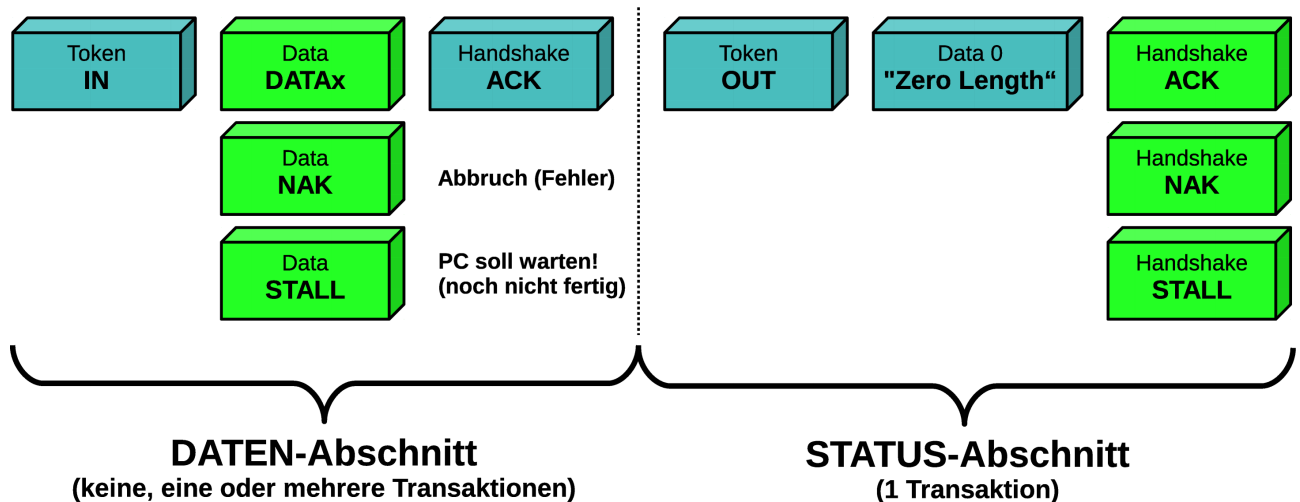 Token
IN
Data
DATAx
Handshake
ACK
Token
OUT
Data 0
"Zero Length“
Handshake
ACK
Data
NAK
Abbruch (Fehler)
Handshake
NAK
Data
STALL
PC soll warten!
(noch nicht fertig)
Handshake
STALL
DATEN-Abschnitt
(keine, eine oder mehrere Transaktionen)
STATUS-Abschnitt
(1 Transaktion)